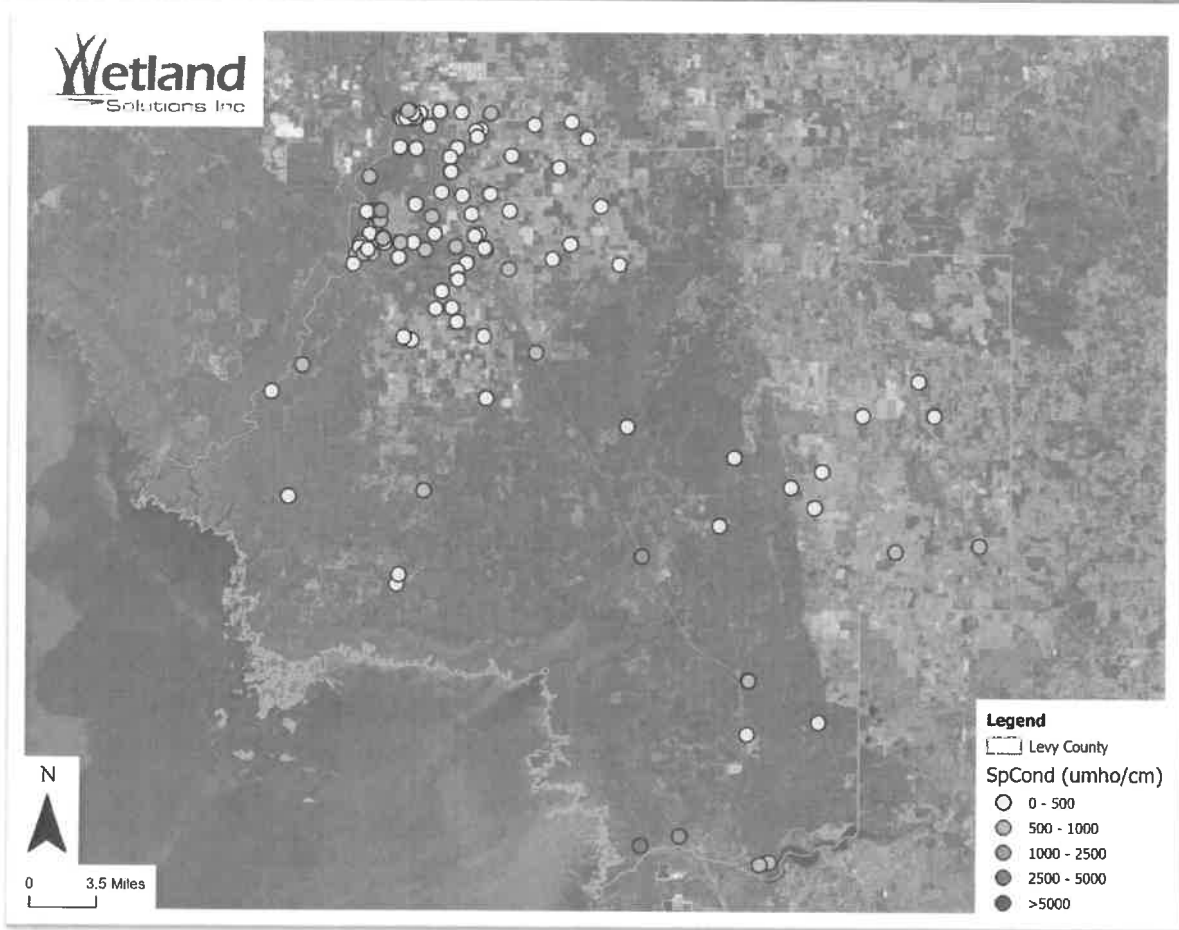 Wetland
Solutions Inc
Legend
Levy County
SpCond (umho/cm)
0 - 500
500 - 1000
1000 - 2500
2500 - 5000
>5000
N
0 3.5 Miles